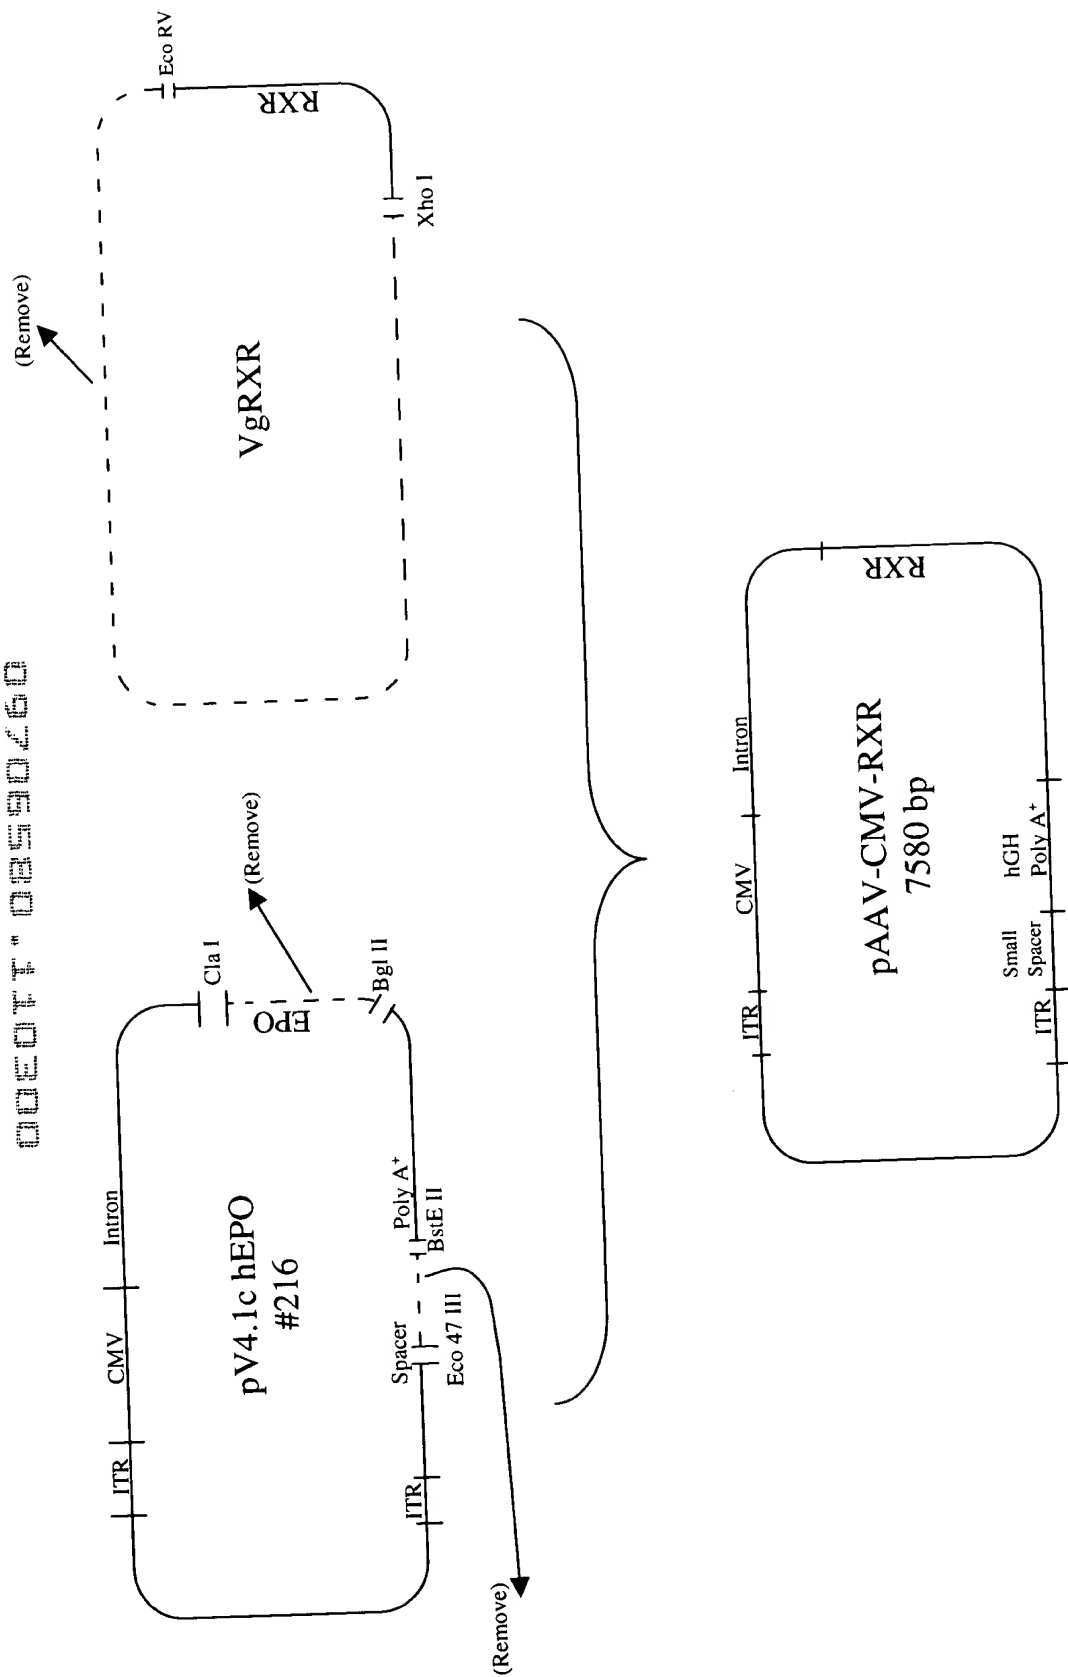 09706580.110300
(Remove)
Eco RV
RXR
Xho I
VgRXR
(Remove)
Cla I
EPO
Bgl II
Intron
CMV
ITR
pV4.1c hEPO
#216
Poly A+
BstE II
Spacer
Eco 47 III
ITR
(Remove)
Intron
CMV
ITR
RXR
pAAV-CMV-RXR
7580 bp
hGH
Poly A+
Small
Spacer
ITR